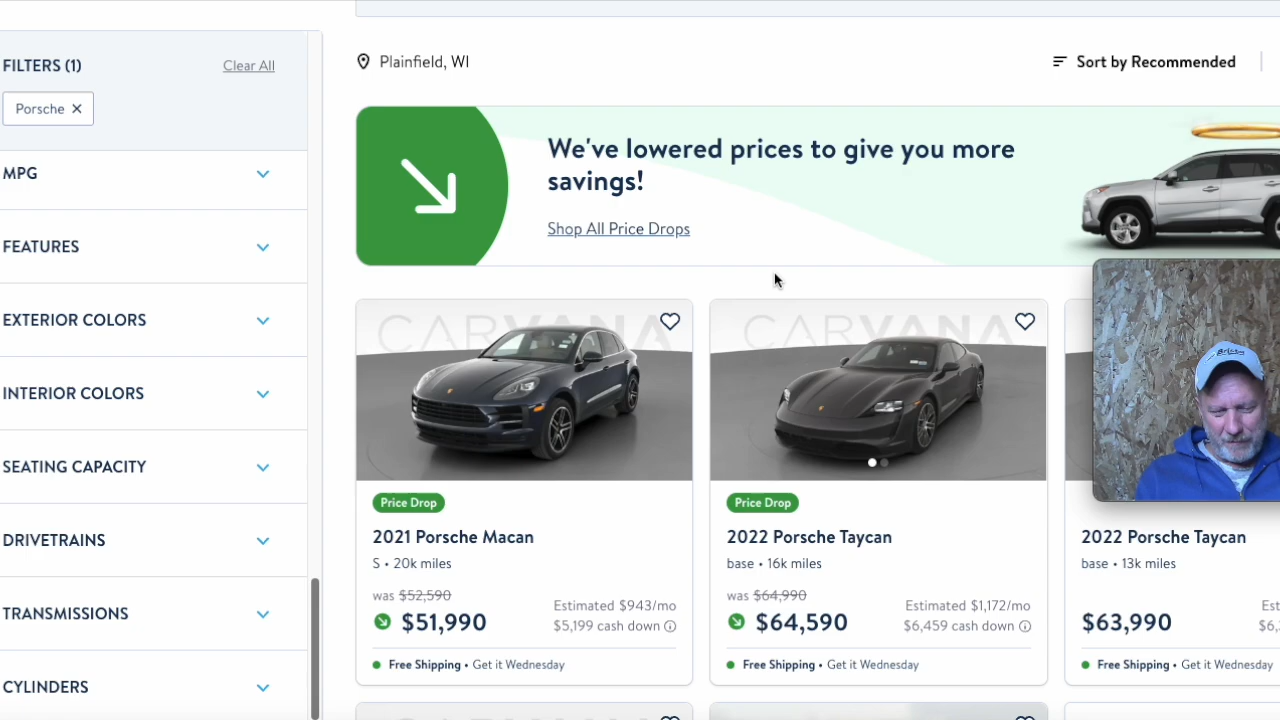 FILTERS (1)
Clear All
Porsche ✕
MPG
FEATURES
EXTERIOR COLORS
INTERIOR COLORS
SEATING CAPACITY
DRIVETRAINS
TRANSMISSIONS
CYLINDERS
Plainfield, WI
Sort by Recommended
We've lowered prices to give you more
savings!
Shop All Price Drops
CARVANA
Price Drop
2021 Porsche Macan
S • 20k miles
was $52,590
$51,990
Estimated $943/mo
$5,199 cash down
Free Shipping • Get it Wednesday
CARVANA
Price Drop
2022 Porsche Taycan
base • 16k miles
was $64,990
$64,590
Estimated $1,172/mo
$6,459 cash down
Free Shipping • Get it Wednesday
2022 Porsche Taycan
base • 13k miles
$63,990
Free Shipping • Get it Wednesday